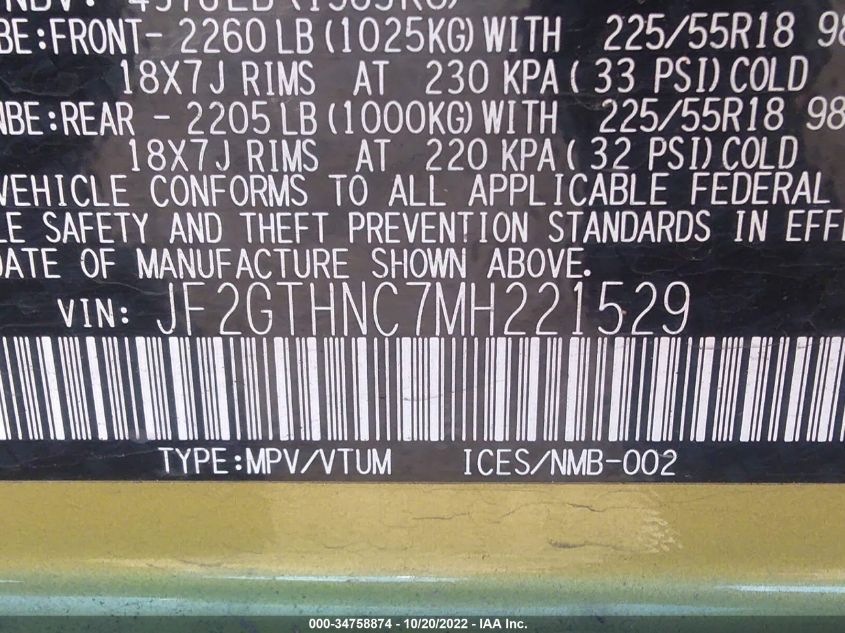 BE:FRONT- 2260 LB (1025KG) WITH 225/55R18 98
18X7J RIMS AT 230 KPA( 33 PSI) COLD
NBE:REAR - 2205 LB (1000KG) WITH 225/55R18 98
18X7J RIMS AT 220 KPA( 32 PSI) COLD
VEHICLE CONFORMS TO ALL APPLICABLE FEDERAL
LE SAFETY AND THEFT PREVENTION STANDARDS IN EFF
DATE OF MANUFACTURE SHOWN ABOVE.
VIN: JF2GTHNC7MH221529
TYPE:MPV/VTUM ICES/NMB-002
000-34758874 | 10/20/2022 - IAA Inc.